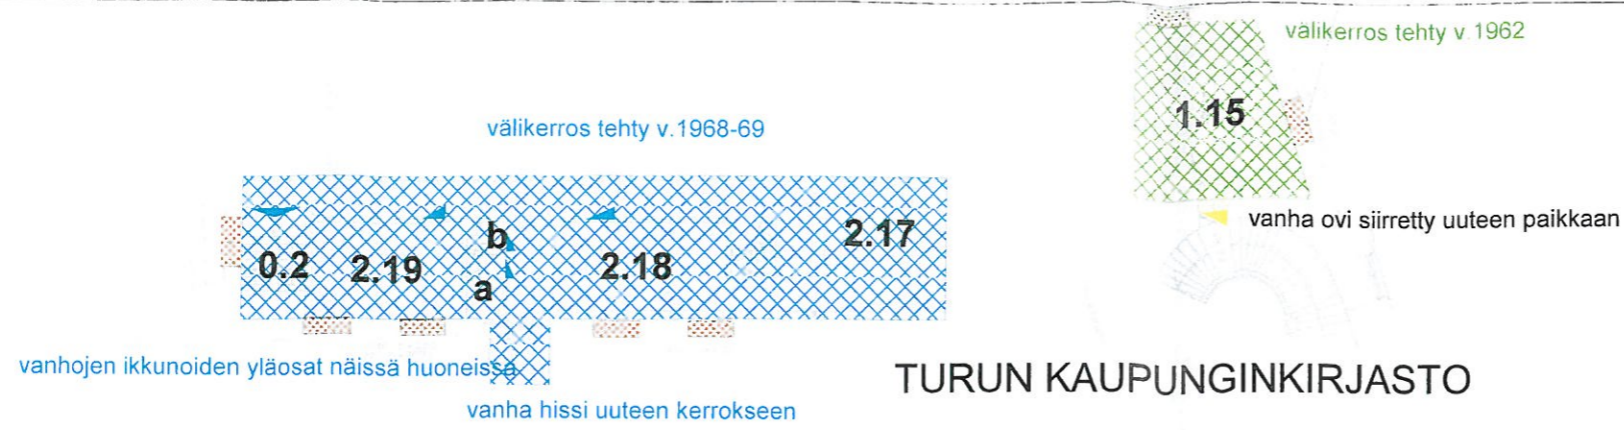 välikerros tehty v.1962
1.15
välikerros tehty v.1968-69
vanha ovi siirretty uuteen paikkaan
0.2 2.19 b a 2.18 2.17
vanhojen ikkunoiden yläosat näissä huoneissa
TURUN KAUPUNGINKIRJASTO
vanha hissi uuteen kerrokseen